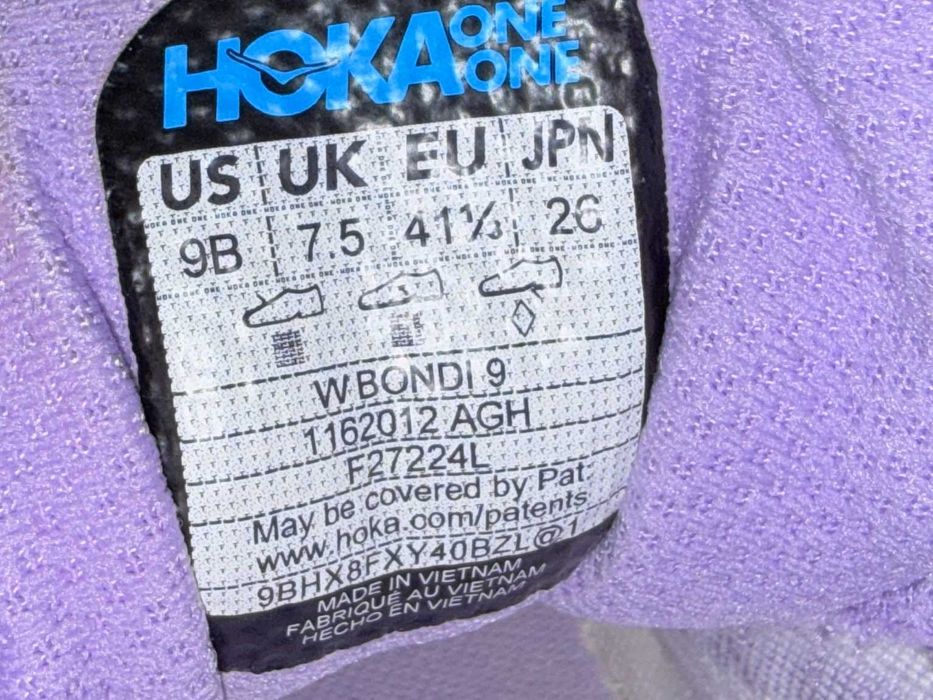 HOKA ONE ONE
US UK EU JPN
9B 7.5 41⅓ 26
W BONDI 9
1162012 AGH
F27224L
May be covered by Pat.
www.hoka.com/patents
9BHX8FXY40BZL@1
MADE IN VIETNAM
FABRIQUÉ AU VIETNAM
HECHO EN VIETNAM